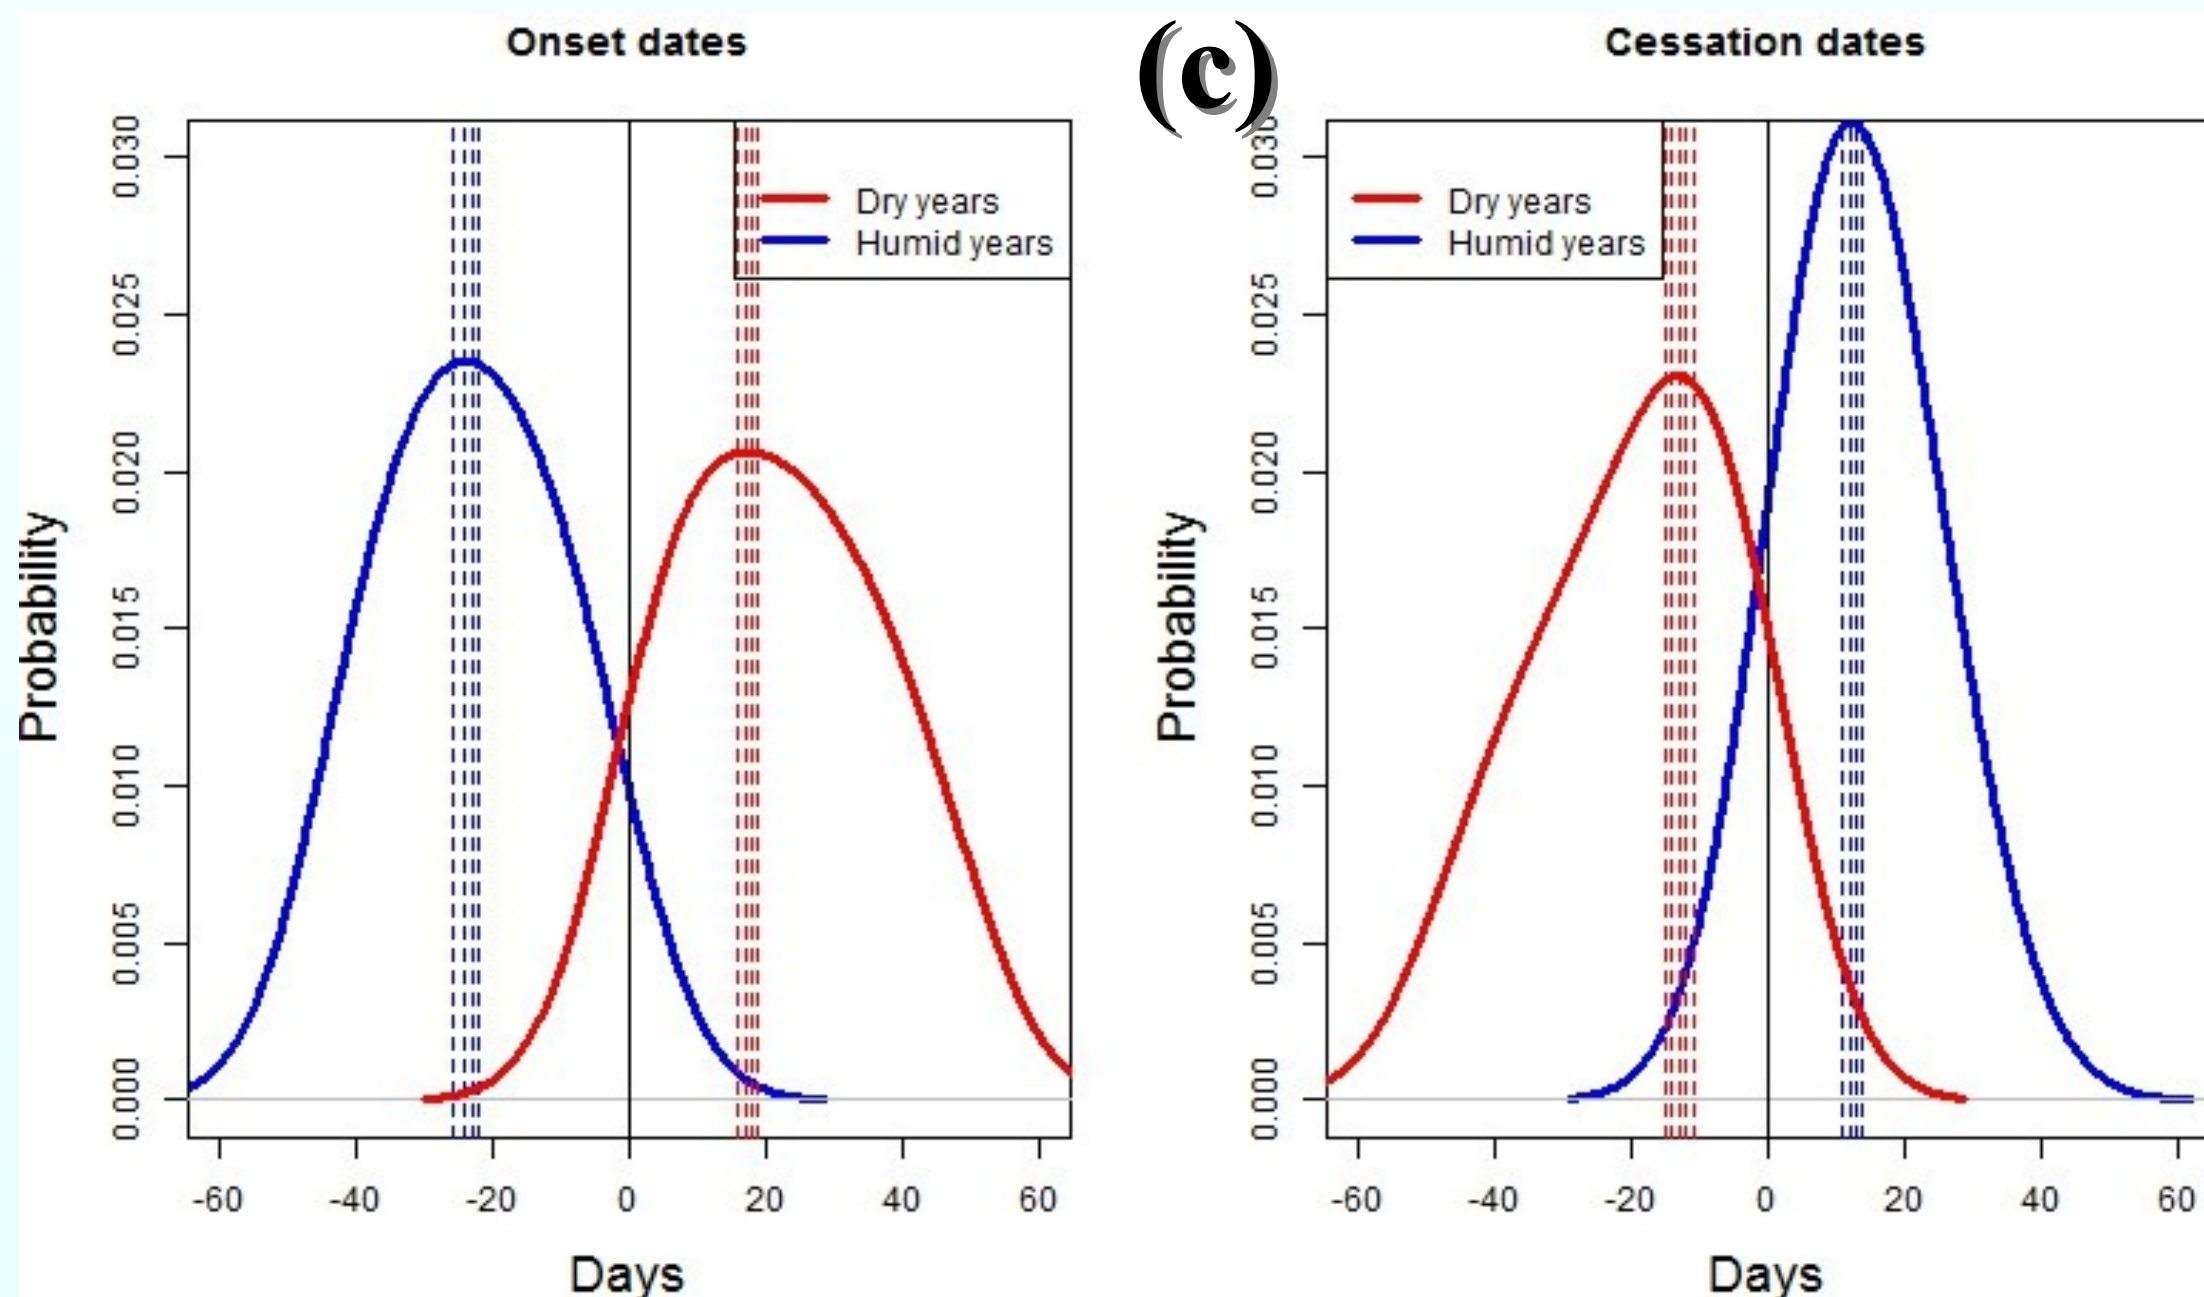 Onset dates
Probability
0.030
0.025
0.020
0.015
0.010
0.005
0.000
Dry years
Humid years
-60 -40 -20 0 20 40 60
Days
(c)
Cessation dates
Probability
0.030
0.025
0.020
0.015
0.010
0.005
0.000
Dry years
Humid years
-60 -40 -20 0 20 40 60
Days